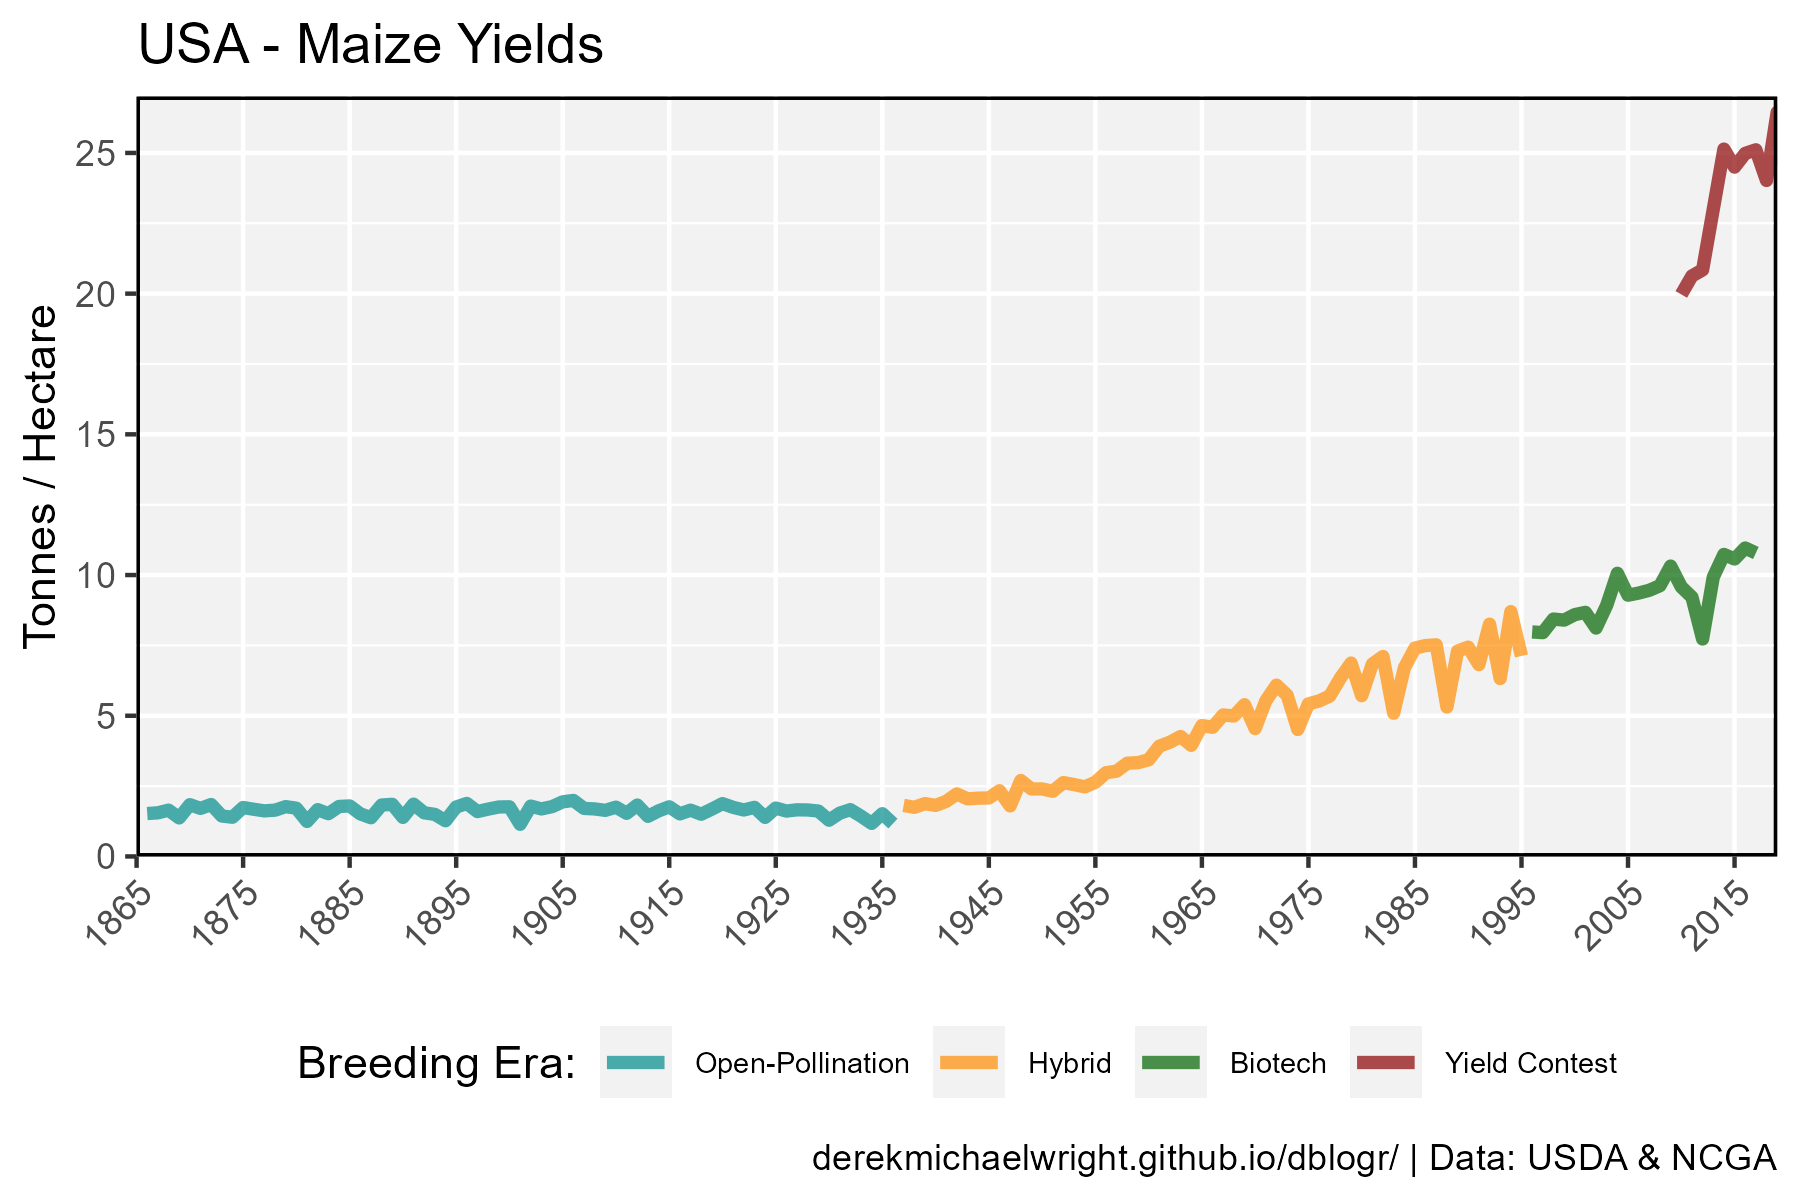 USA - Maize Yields
Tonnes / Hectare
25
20
15
10
5
0
1865 1875 1885 1895 1905 1915 1925 1935 1945 1955 1965 1975 1985 1995 2005 2015
Breeding Era: Open-Pollination Hybrid Biotech Yield Contest
derekmichaelwright.github.io/dblogr/ | Data: USDA & NCGA